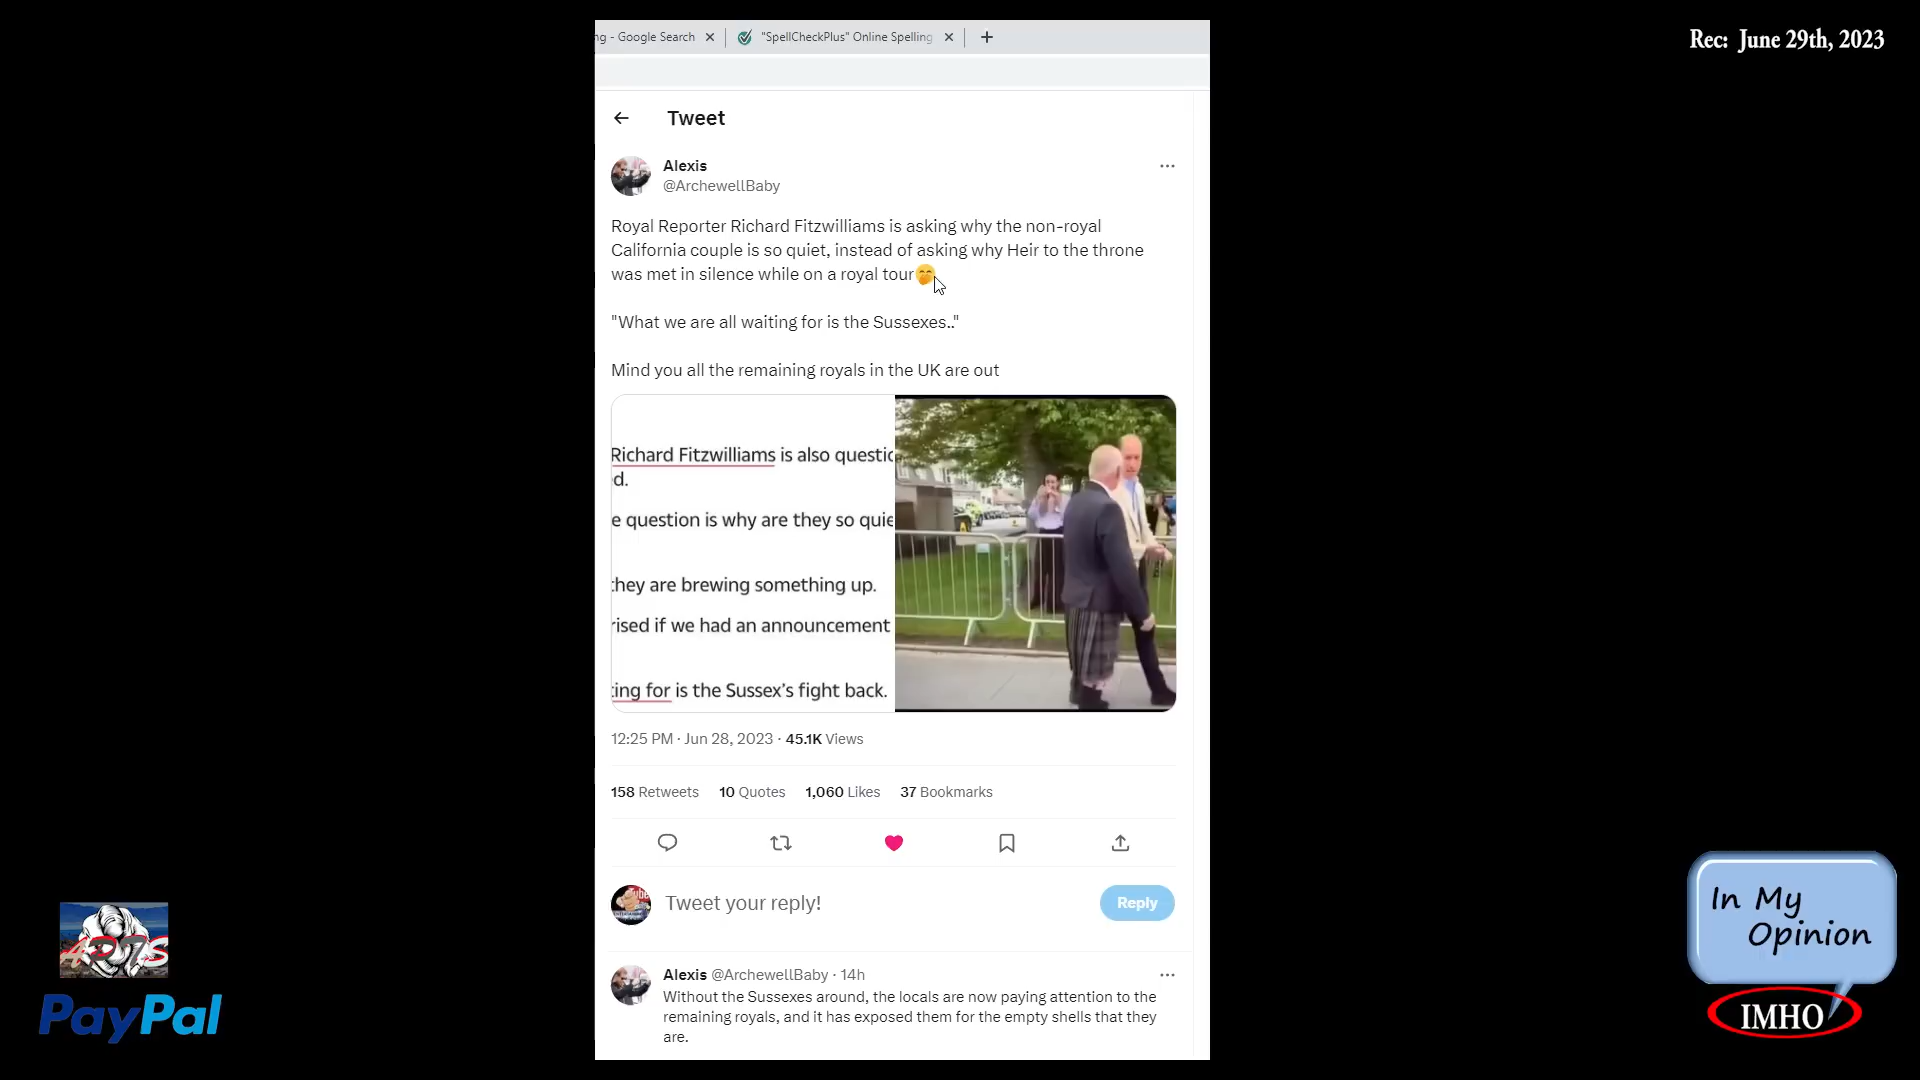 ng - Google Search
"SpellCheckPlus" Online Spelling
Rec: June 29th, 2023
Tweet
Alexis
@ArchewellBaby
Royal Reporter Richard Fitzwilliams is asking why the non-royal
California couple is so quiet, instead of asking why Heir to the throne
was met in silence while on a royal tour🤭
"What we are all waiting for is the Sussexes.."
Mind you all the remaining royals in the UK are out
Richard Fitzwilliams is also questio
d.
e question is why are they so quie
they are brewing something up.
rised if we had an announcement
ting for is the Sussex's fight back.
12:25 PM · Jun 28, 2023 · 45.1K Views
158 Retweets 10 Quotes 1,060 Likes 37 Bookmarks
Tweet your reply!
Reply
Alexis @ArchewellBaby · 14h
Without the Sussexes around, the locals are now paying attention to the
remaining royals, and it has exposed them for the empty shells that they
are.
PayPal
In My
Opinion
IMHO